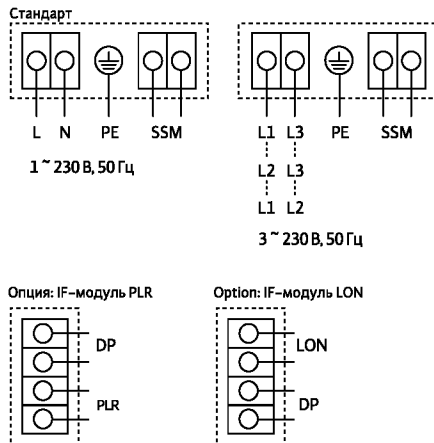 Стандарт
L N PE SSM L1 L3 PE SSM
1 ~ 230 В, 50 Гц L2 L3
L1 L2
3 ~ 230 В, 50 Гц
Опция: IF-модуль PLR Option: IF-модуль LON
DP LON
PLR DP